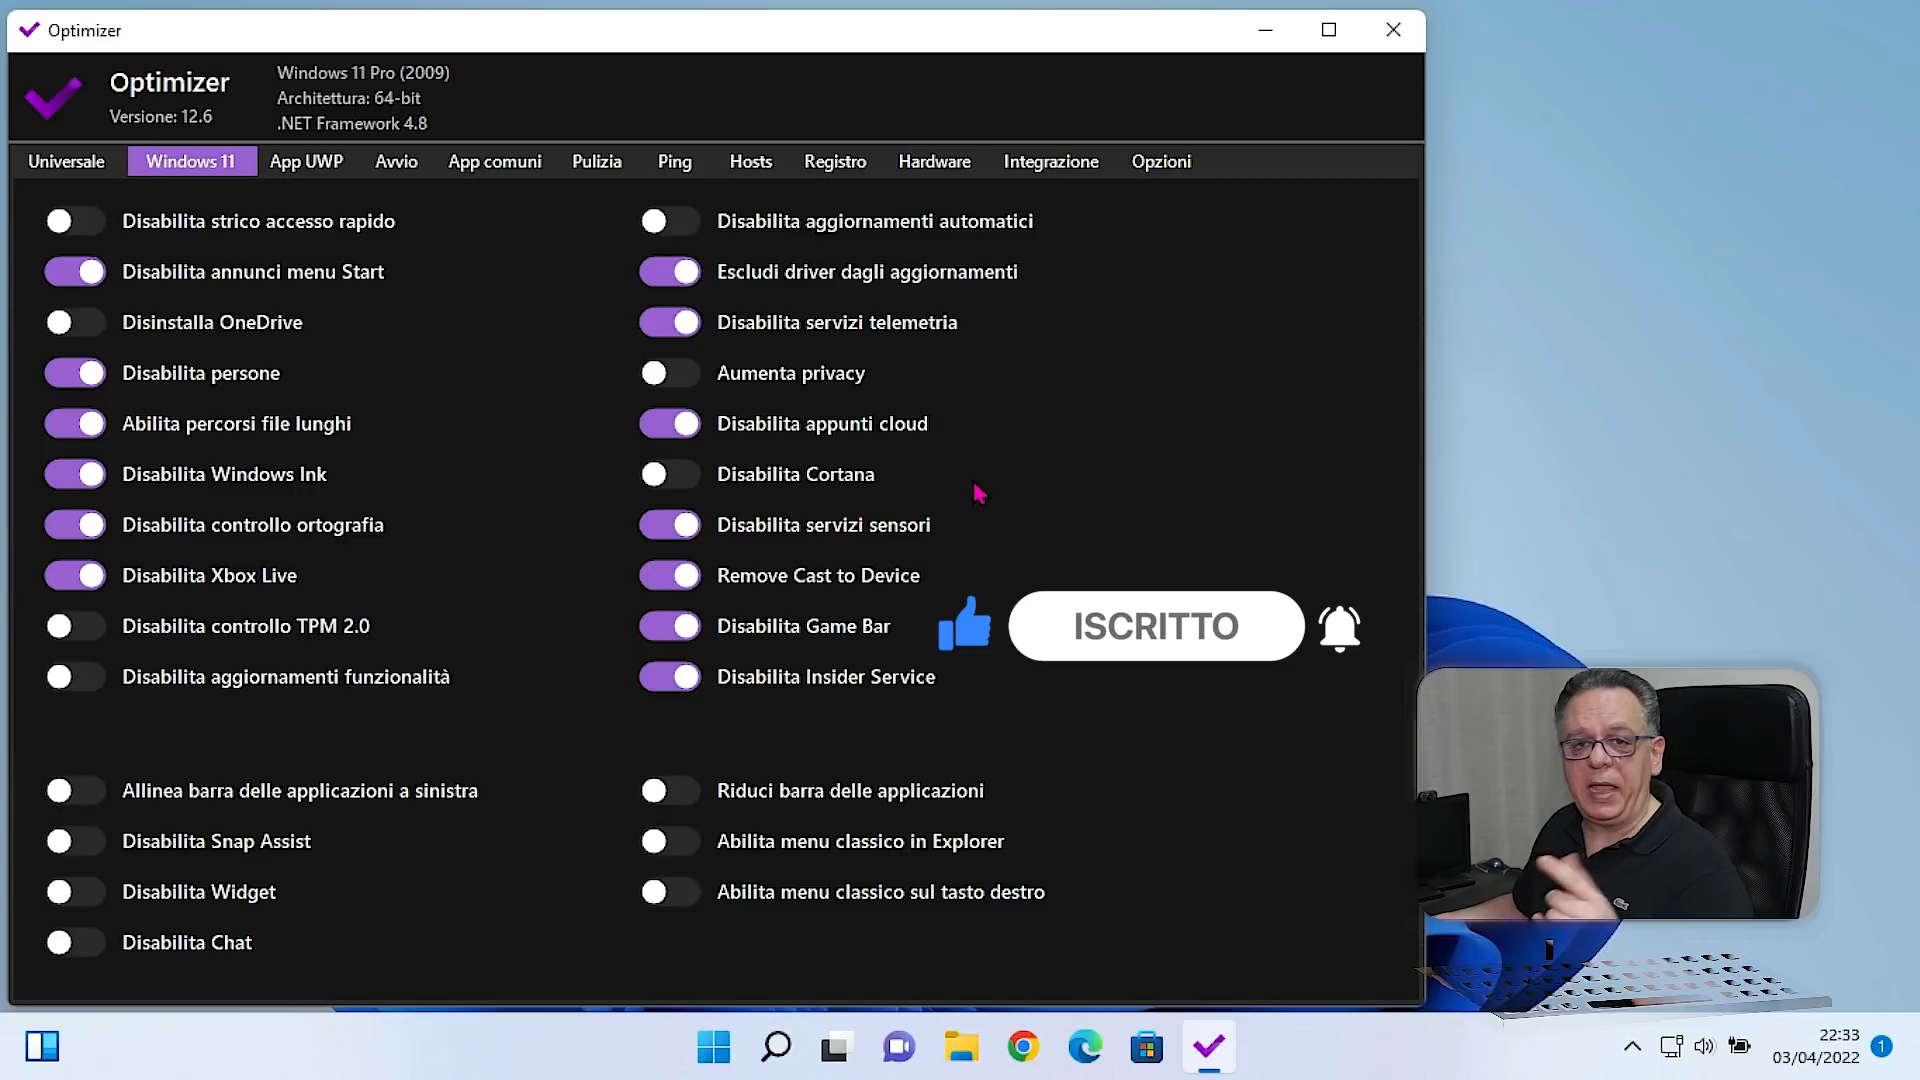 Optimizer
Optimizer
Versione: 12.6
Windows 11 Pro (2009)
Architettura: 64-bit
.NET Framework 4.8
Universale
Windows 11
App UWP
Avvio
App comuni
Pulizia
Ping
Hosts
Registro
Hardware
Integrazione
Opzioni
Disabilita strico accesso rapido
Disabilita annunci menu Start
Disinstalla OneDrive
Disabilita persone
Abilita percorsi file lunghi
Disabilita Windows Ink
Disabilita controllo ortografia
Disabilita Xbox Live
Disabilita controllo TPM 2.0
Disabilita aggiornamenti funzionalità
Disabilita aggiornamenti automatici
Escludi driver dagli aggiornamenti
Disabilita servizi telemetria
Aumenta privacy
Disabilita appunti cloud
Disabilita Cortana
Disabilita servizi sensori
Remove Cast to Device
Disabilita Game Bar
Disabilita Insider Service
ISCRITTO
Allinea barra delle applicazioni a sinistra
Disabilita Snap Assist
Disabilita Widget
Disabilita Chat
Riduci barra delle applicazioni
Abilita menu classico in Explorer
Abilita menu classico sul tasto destro
22:33
03/04/2022
1